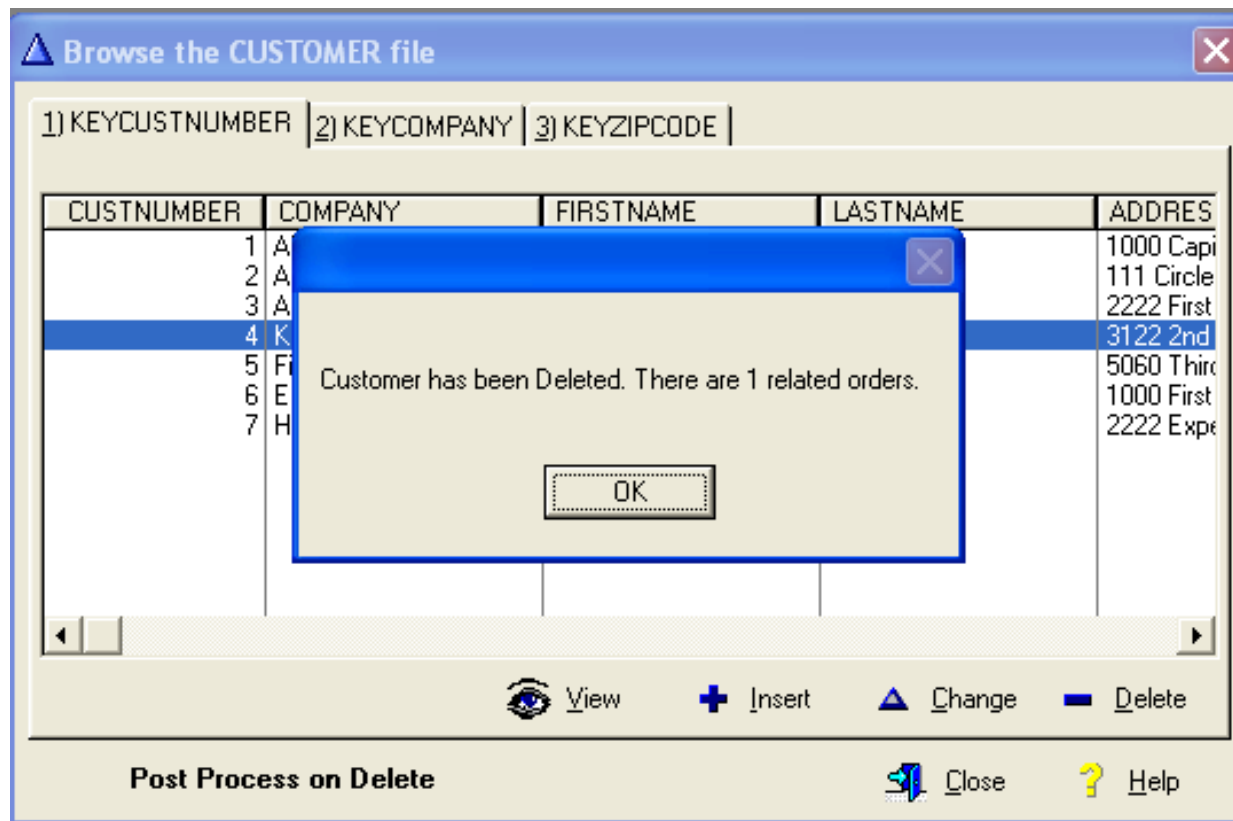 Browse the CUSTOMER file
1) KEYCUSTNUMBER 2) KEYCOMPANY 3) KEYZIPCODE
CUSTNUMBER COMPANY FIRSTNAME LASTNAME ADDRES
1 A 1000 Capi
2 A 111 Circle
3 A 2222 First
4 K 3122 2nd
5 Fi 5060 Third
6 E 1000 First
7 H 2222 Expe
Customer has been Deleted. There are 1 related orders.
OK
View Insert Change Delete
Post Process on Delete Close Help